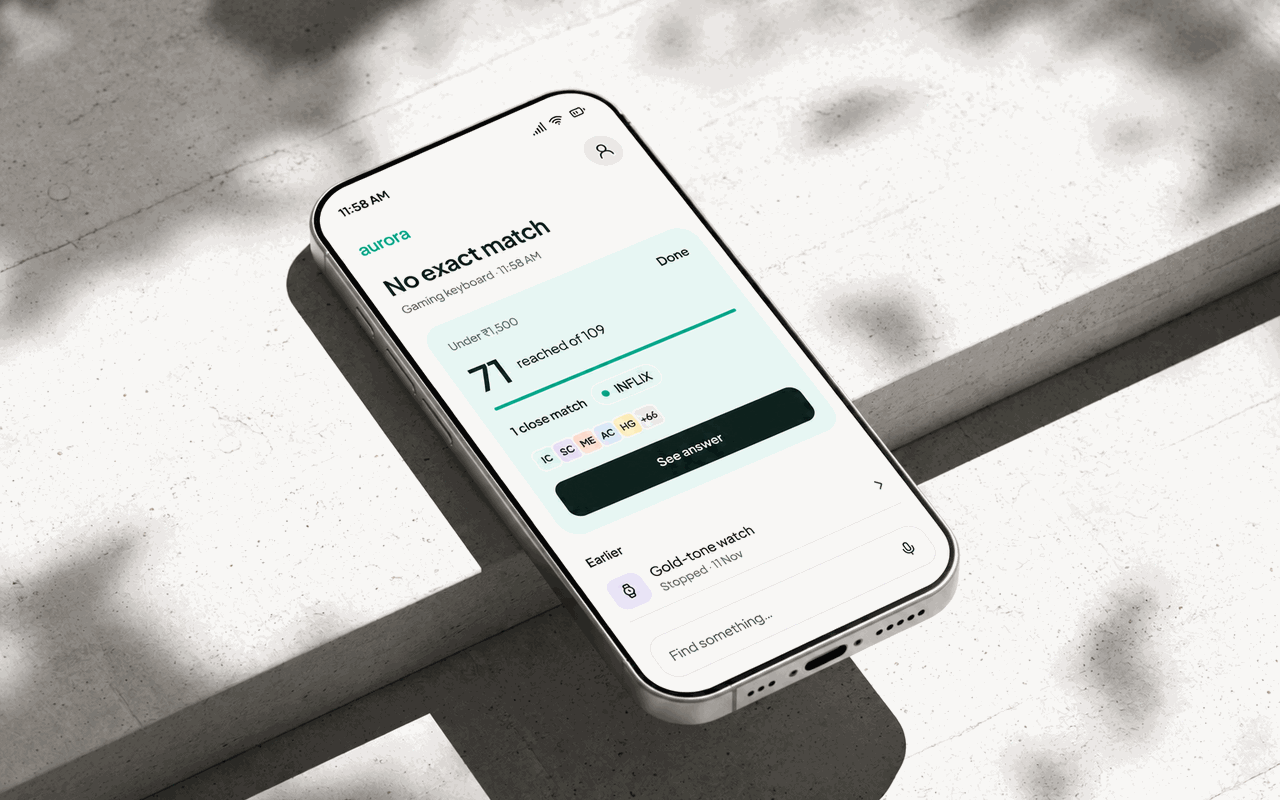 11:58 AM
aurora
No exact match
Gaming keyboard · 11:58 AM
Done
Under ₹1,500
71 reached of 109
1 close match
INFLIX
IC SC ME AC HG +66
See answer
Earlier
Gold-tone watch
Stopped · 11 Nov
Find something...